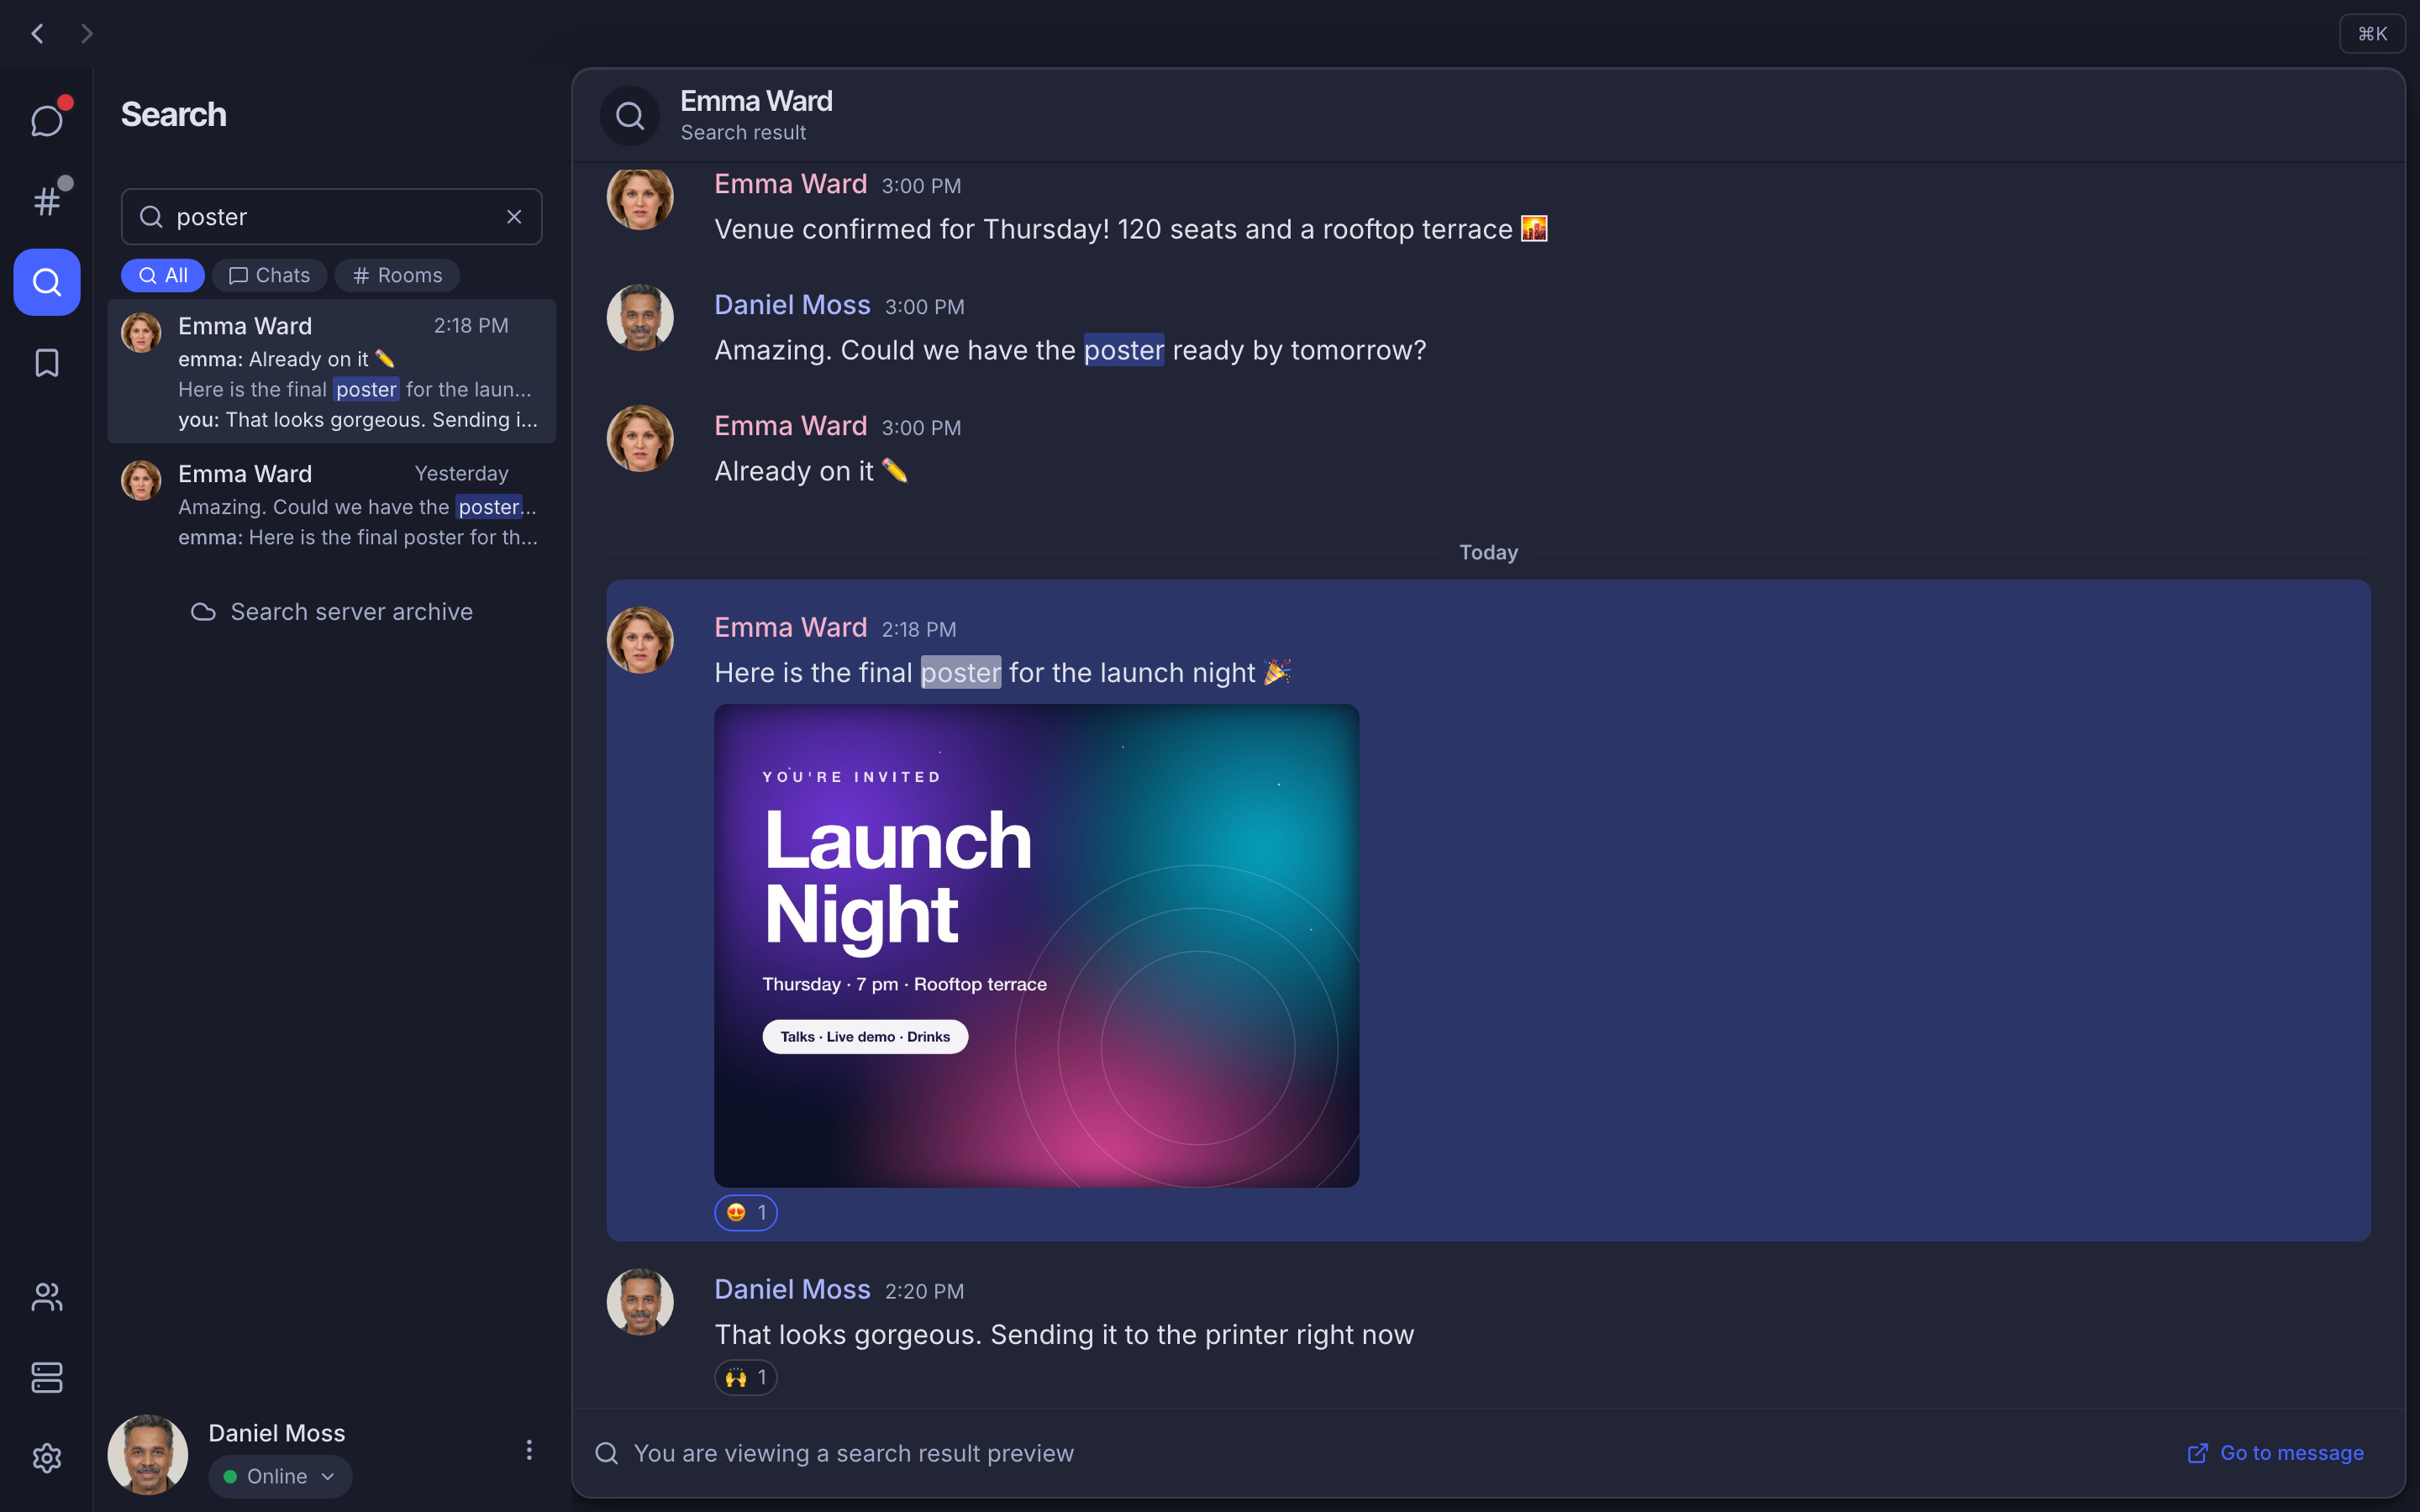 ⌘K
Search
poster
All
Chats
Rooms
Emma Ward
2:18 PM
emma: Already on it ✏️
Here is the final poster for the laun...
you: That looks gorgeous. Sending i...
Emma Ward
Yesterday
Amazing. Could we have the poster...
emma: Here is the final poster for th...
Search server archive
Daniel Moss
Online
Emma Ward
Search result
Emma Ward 3:00 PM
Venue confirmed for Thursday! 120 seats and a rooftop terrace 🌇
Daniel Moss 3:00 PM
Amazing. Could we have the poster ready by tomorrow?
Emma Ward 3:00 PM
Already on it ✏️
Today
Emma Ward 2:18 PM
Here is the final poster for the launch night 🎉
YOU'RE INVITED
Launch
Night
Thursday · 7 pm · Rooftop terrace
Talks · Live demo · Drinks
😍 1
Daniel Moss 2:20 PM
That looks gorgeous. Sending it to the printer right now
🙌 1
You are viewing a search result preview
Go to message